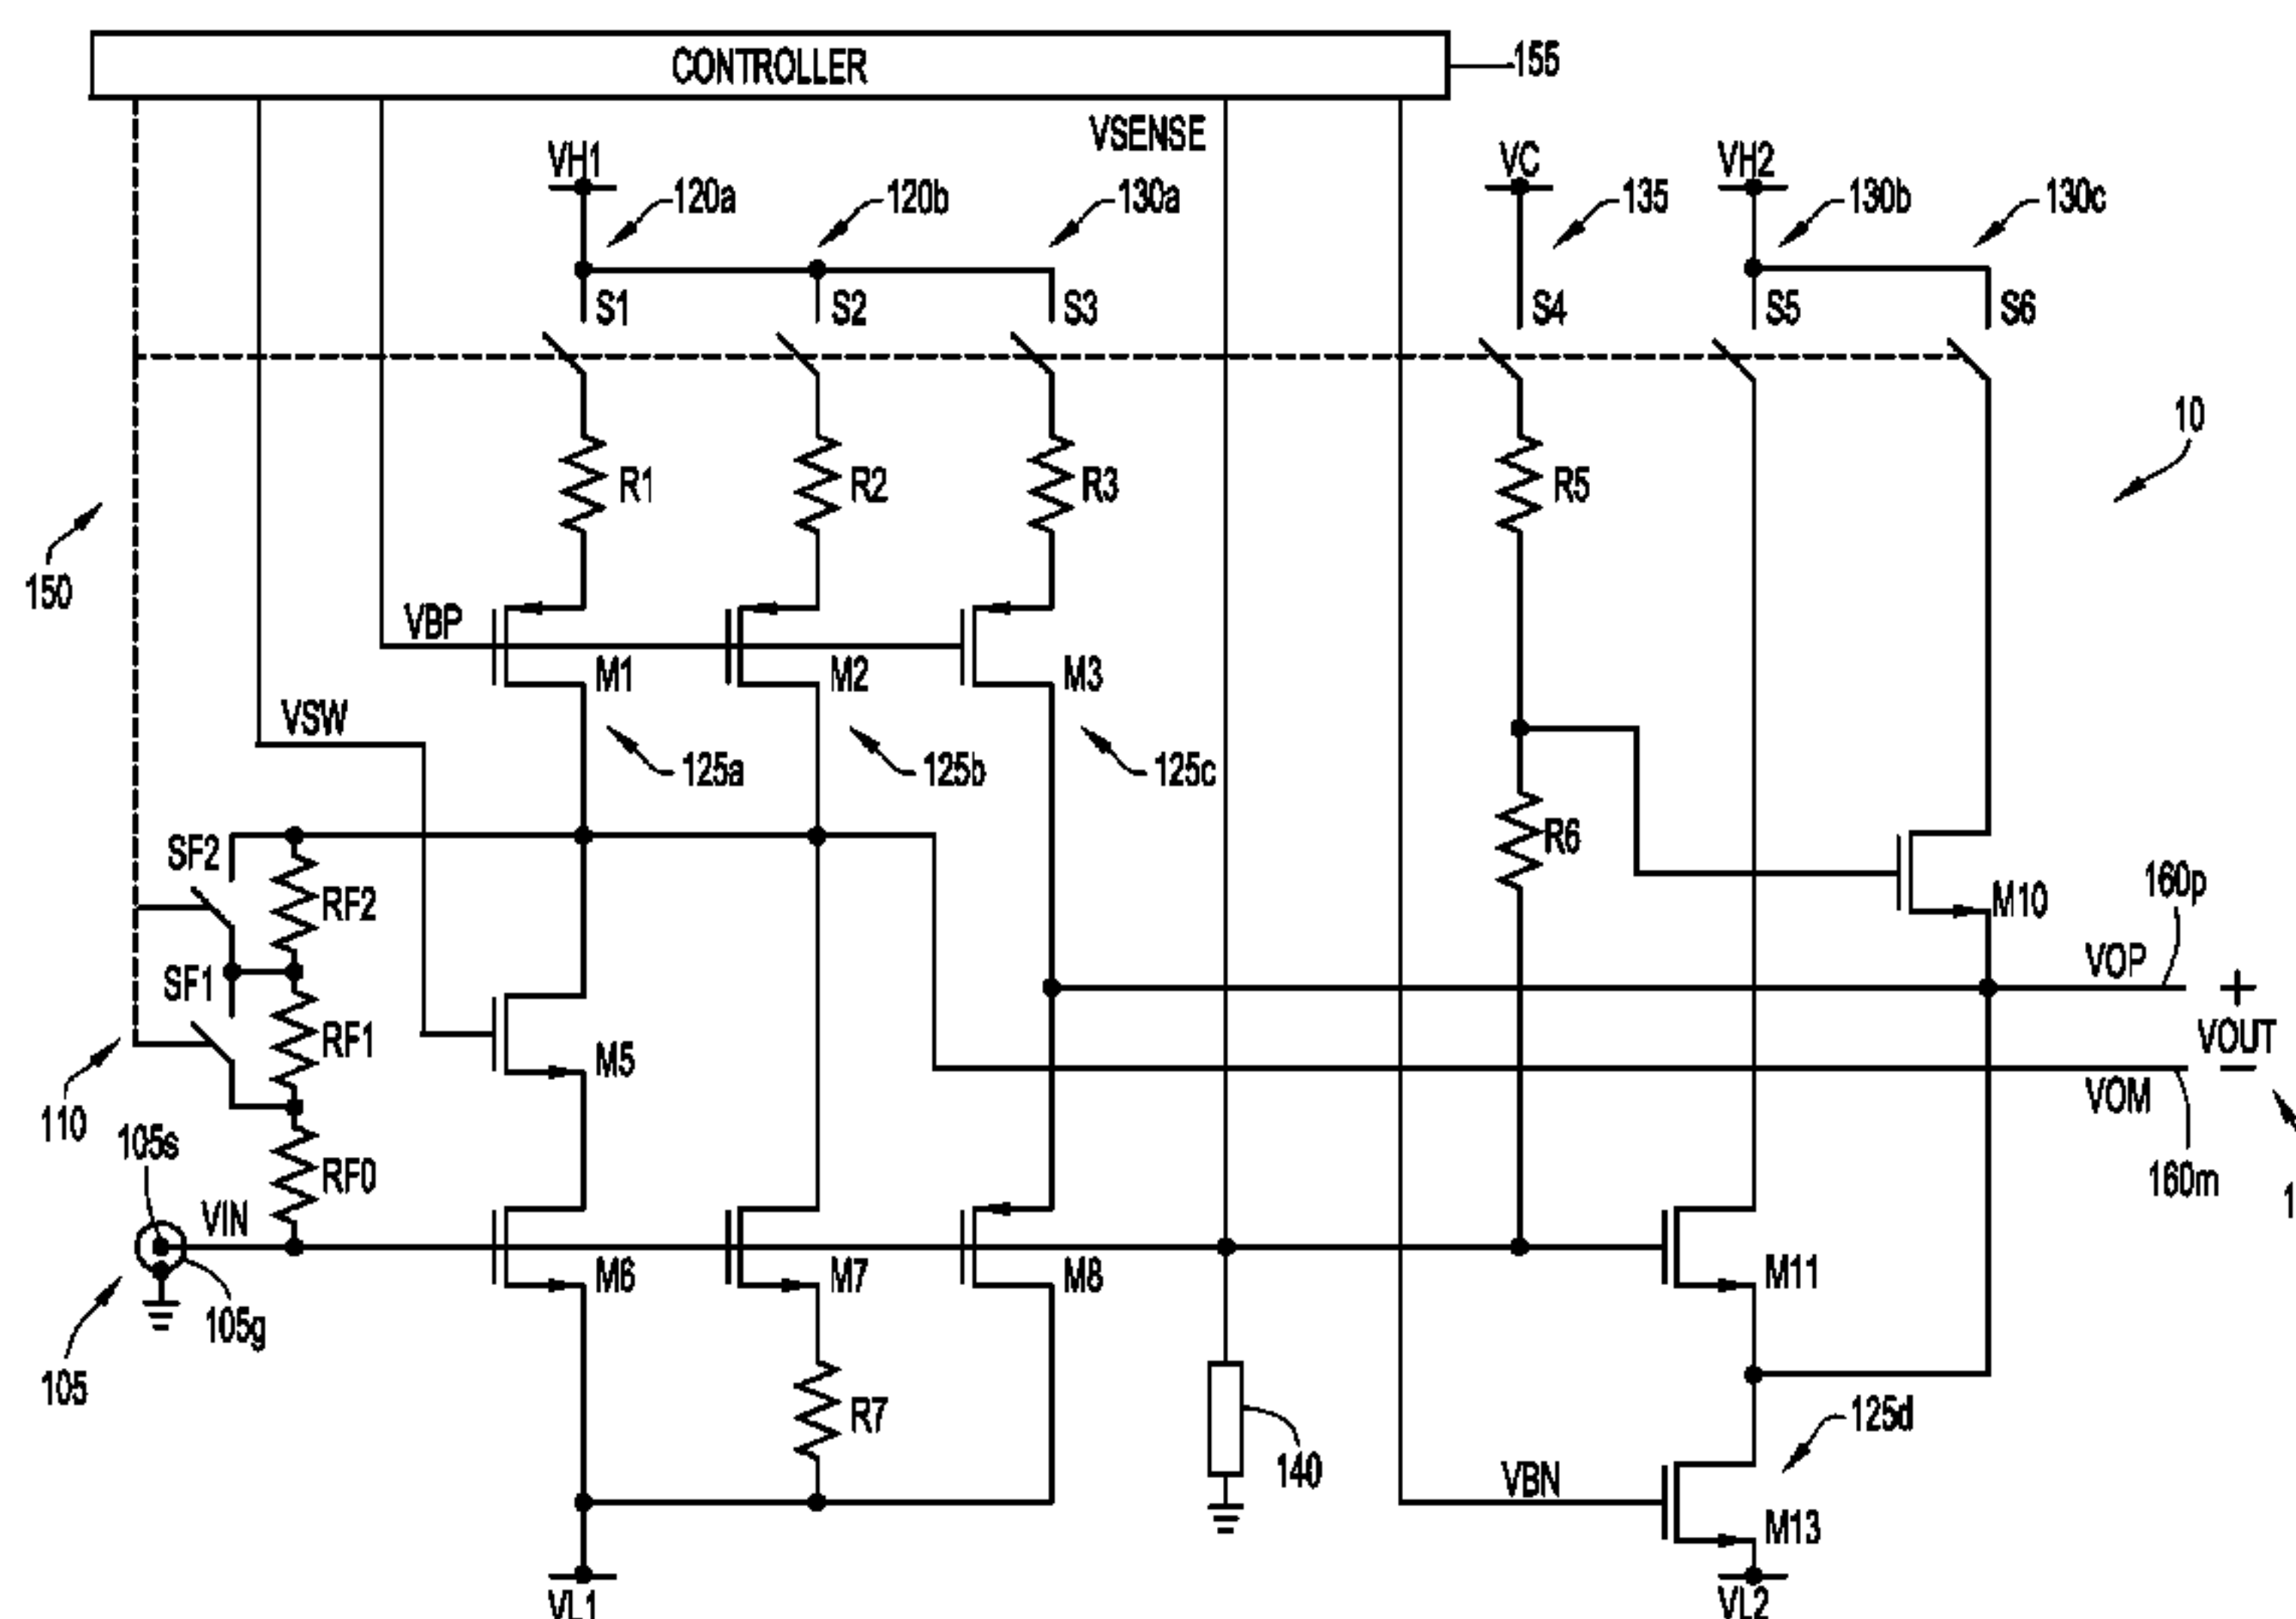 CONTROLLER
155
VSENSE
VH1
120a
120b
130a
VC
135
VH2
130b
130c
S1
S2
S3
S4
S5
S6
10
R1
R2
R3
R5
150
VBP
M1
M2
M3
VSW
125a
125b
125c
SF2
RF2
R6
M10
160p
SF1
VOP
+
RF1
M5
VOUT
110
VOM
−
105s
RF0
160m
VIN
M6
M7
M8
M11
105g
105
R7
140
125d
VBN
M13
VL1
VL2